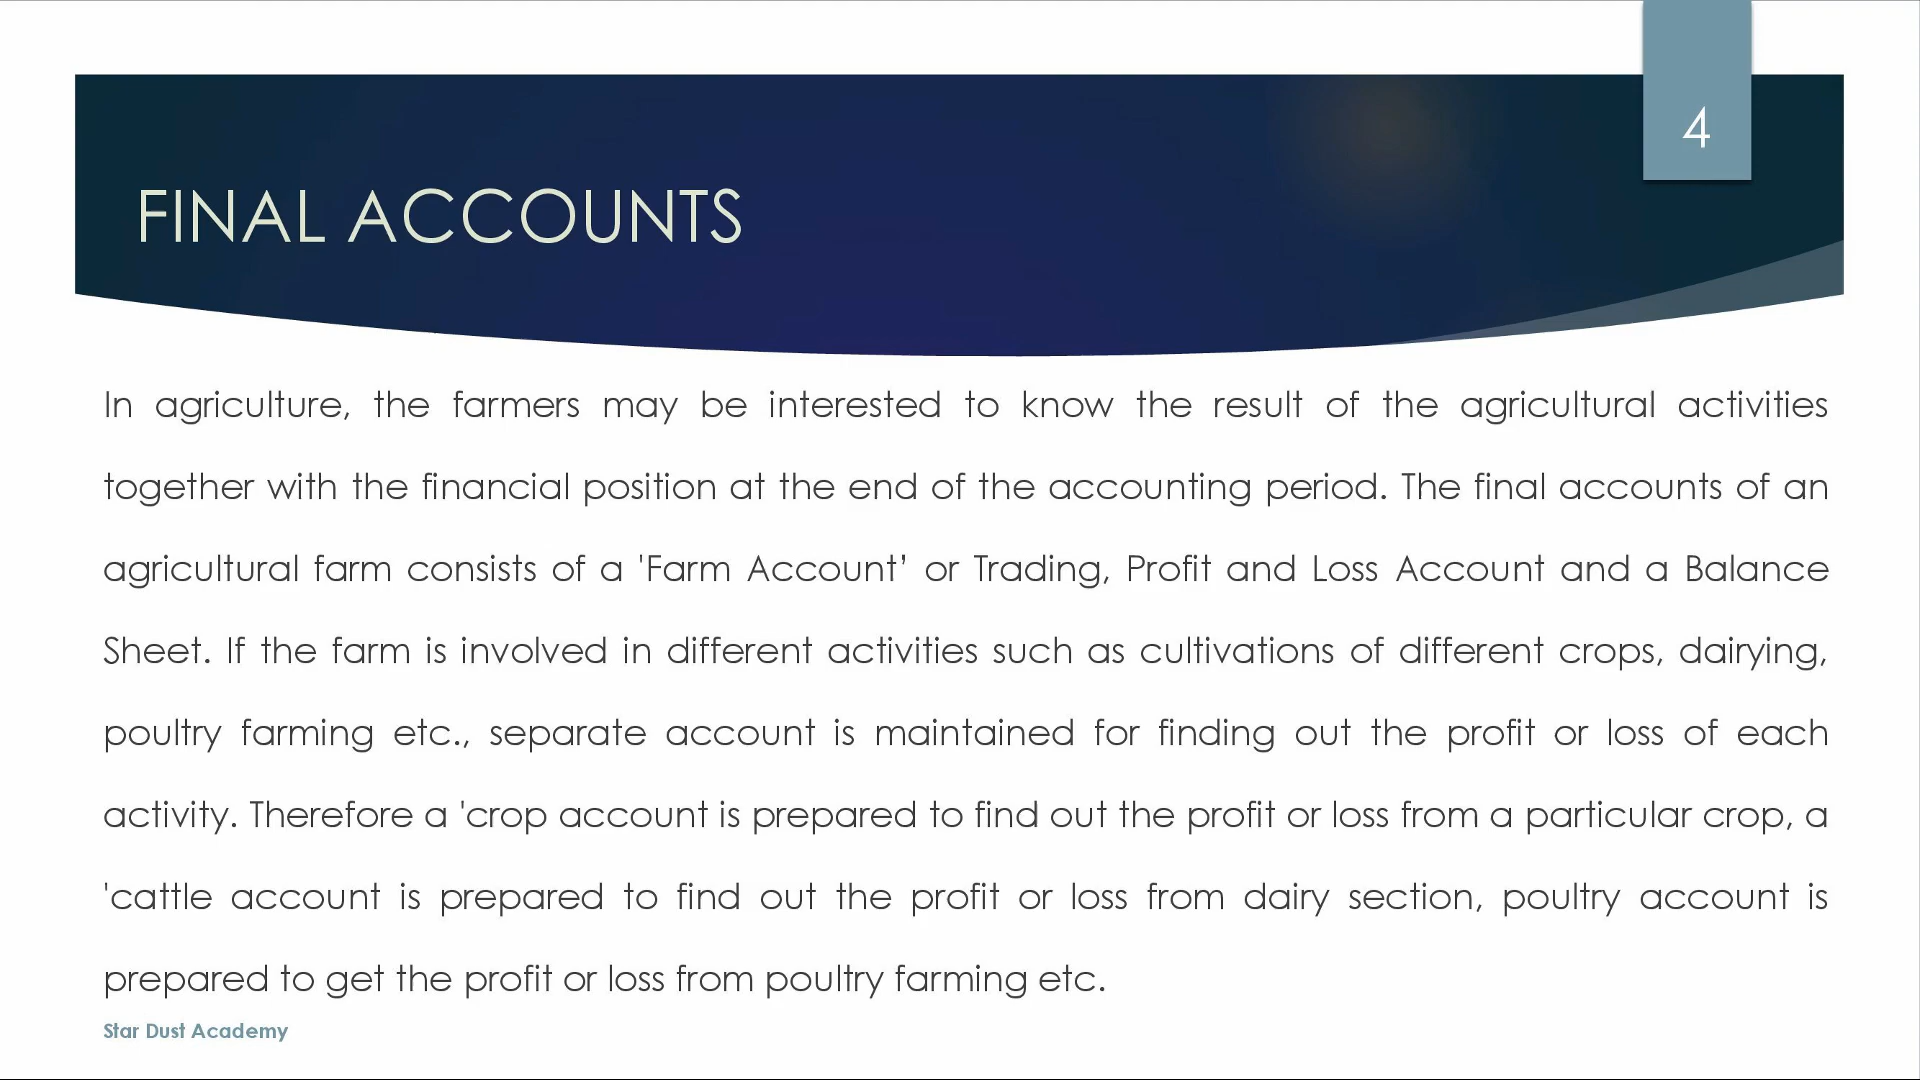 4
FINAL ACCOUNTS
In agriculture, the farmers may be interested to know the result of the agricultural activities
together with the financial position at the end of the accounting period. The final accounts of an
agricultural farm consists of a 'Farm Account’ or Trading, Profit and Loss Account and a Balance
Sheet. If the farm is involved in different activities such as cultivations of different crops, dairying,
poultry farming etc., separate account is maintained for finding out the profit or loss of each
activity. Therefore a 'crop account is prepared to find out the profit or loss from a particular crop, a
'cattle account is prepared to find out the profit or loss from dairy section, poultry account is
prepared to get the profit or loss from poultry farming etc.
Star Dust Academy